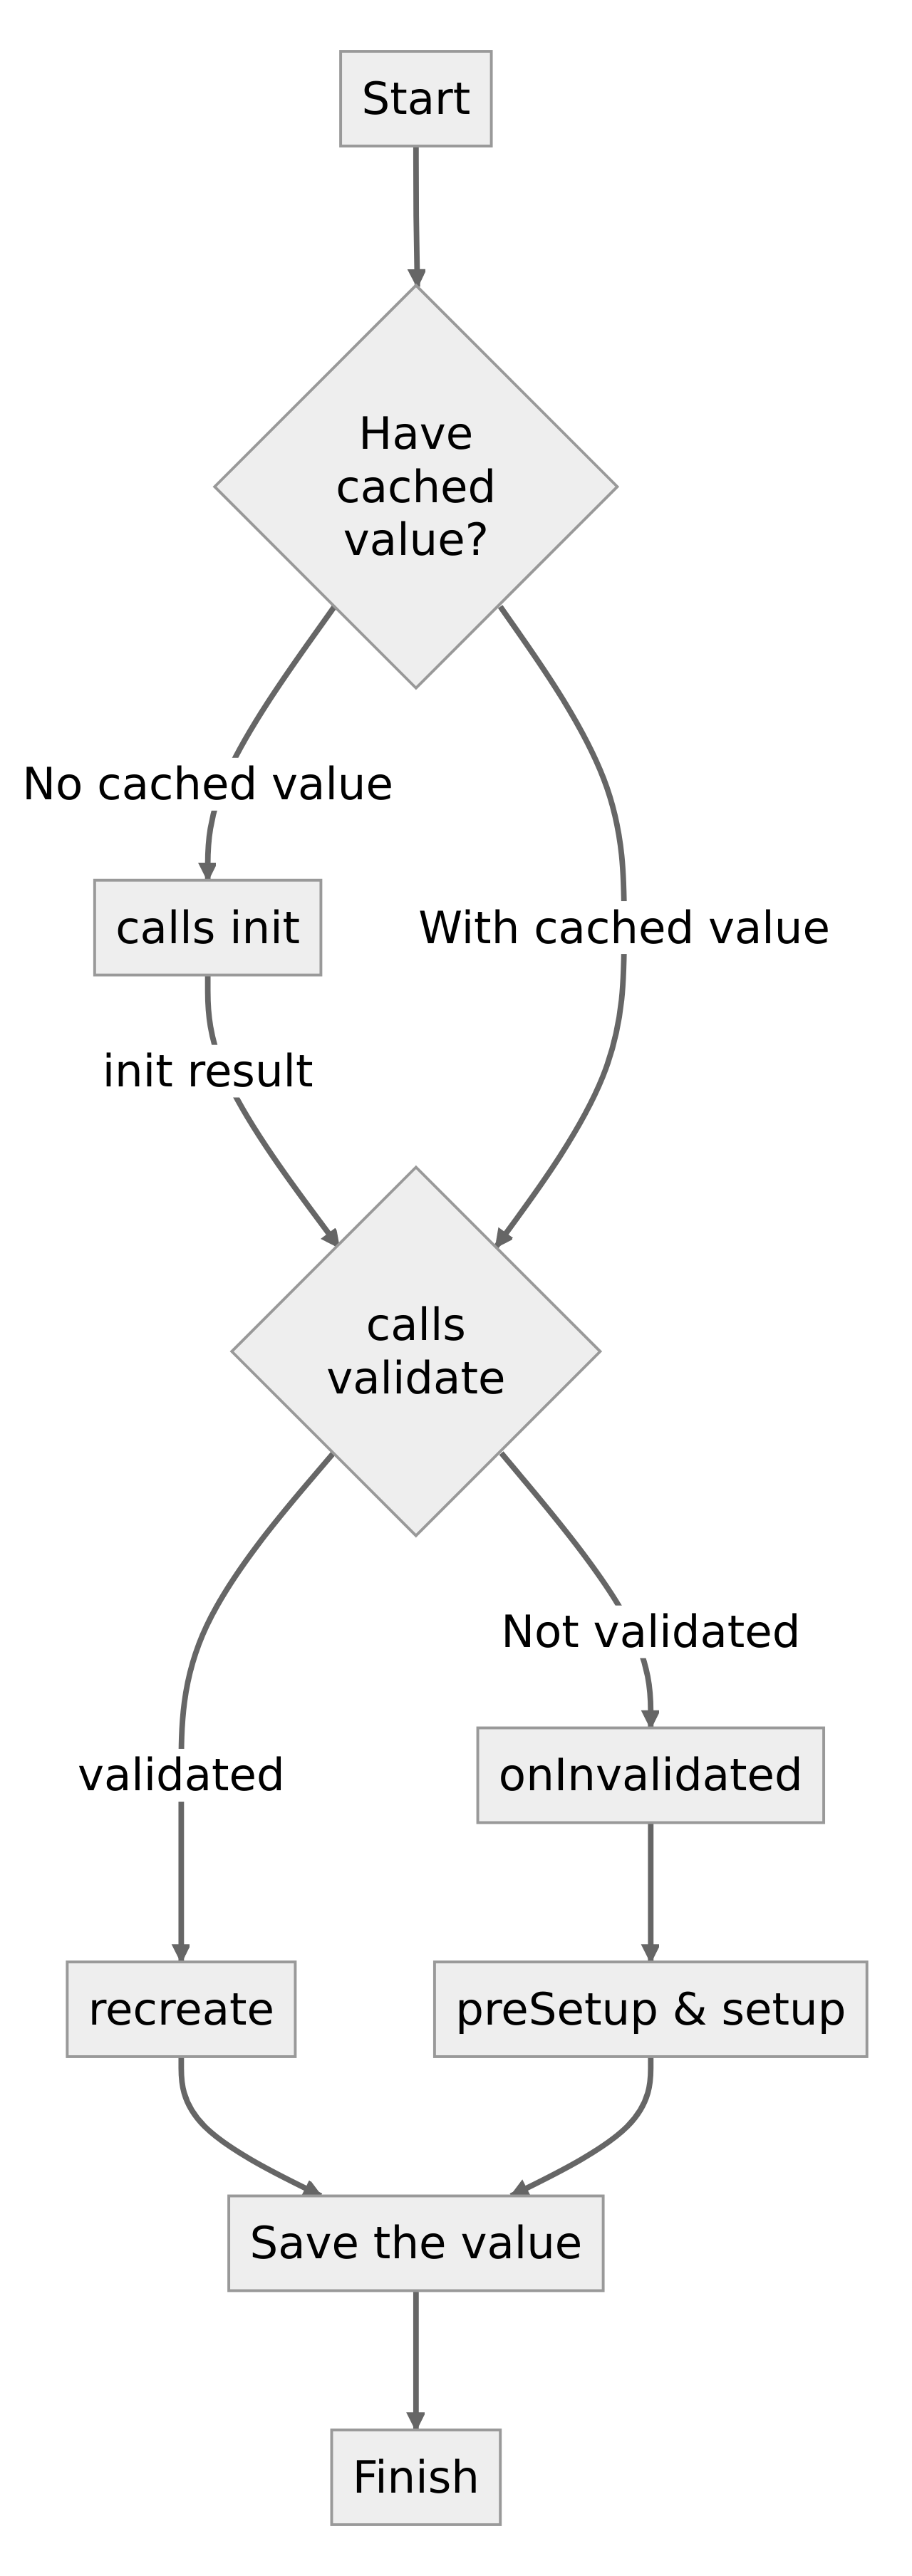 Start
Have
cached
value?
No cached value
calls init
With cached value
init result
calls
validate
Not validated
validated
onInvalidated
recreate
preSetup & setup
Save the value
Finish